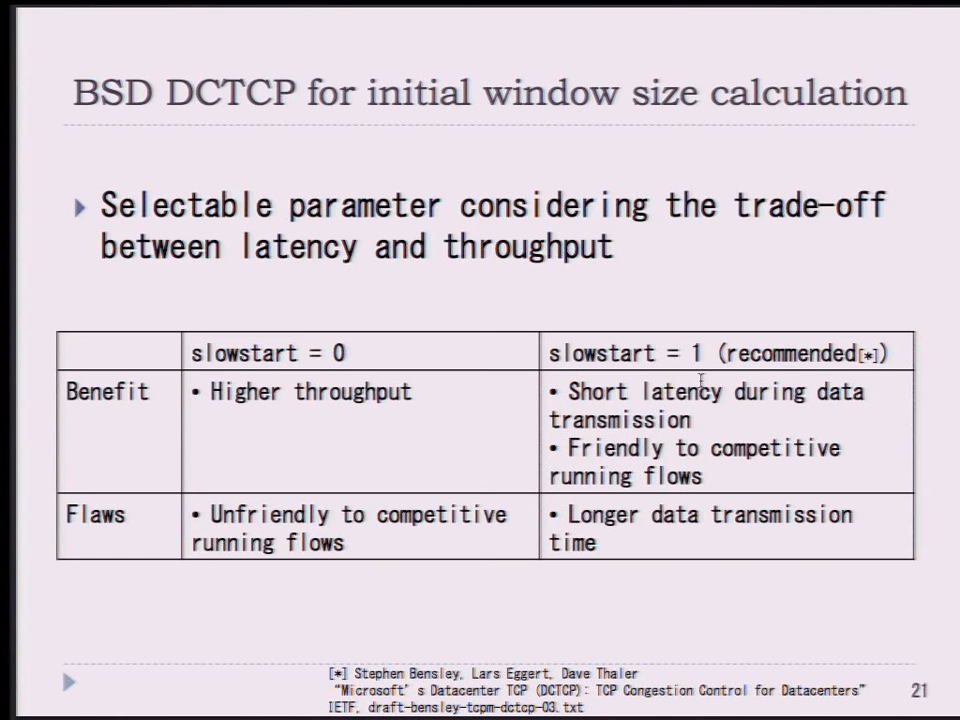 BSD DCTCP for initial window size calculation
Selectable parameter considering the trade-off
between latency and throughput
slowstart = 0
slowstart = 1 (recommended[*])
Benefit
• Higher throughput
• Short latency during data
transmission
• Friendly to competitive
running flows
Flaws
• Unfriendly to competitive
running flows
• Longer data transmission
time
[*] Stephen Bensley, Lars Eggert, Dave Thaler
“Microsoft’s Datacenter TCP (DCTCP): TCP Congestion Control for Datacenters”
IETF, draft-bensley-tcpm-dctcp-03.txt
21